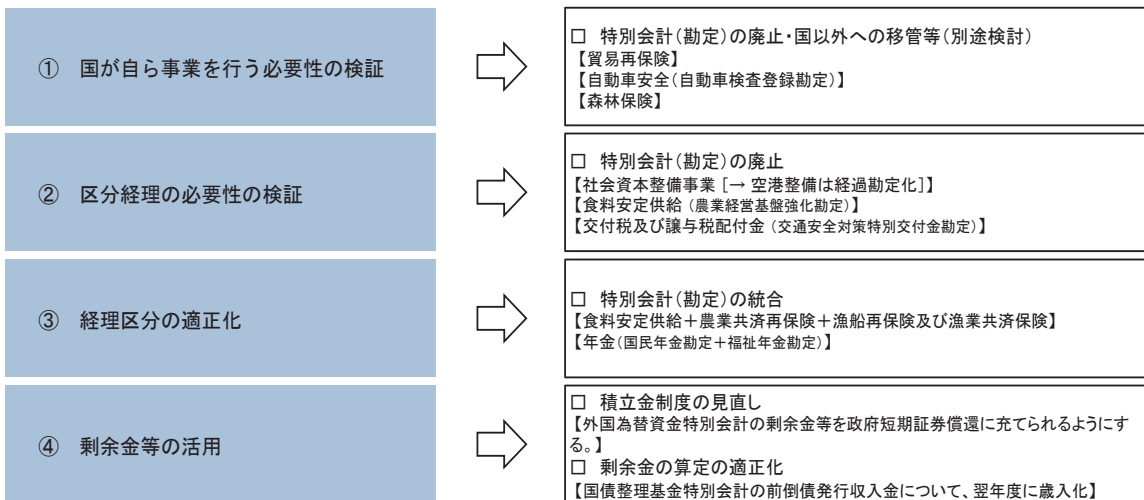 ① 国が自ら事業を行う必要性の検証
□ 特別会計(勘定)の廃止・国以外への移管等(別途検討)
【貿易再保険】
【自動車安全(自動車検査登録勘定)】
【森林保険】
② 区分経理の必要性の検証
□ 特別会計(勘定)の廃止
【社会資本整備事業 [→ 空港整備は経過勘定化]】
【食料安定供給 (農業経営基盤強化勘定)】
【交付税及び譲与税配付金 (交通安全対策特別交付金勘定)】
③ 経理区分の適正化
□ 特別会計(勘定)の統合
【食料安定供給+農業共済再保険+漁船再保険及び漁業共済保険】
【年金(国民年金勘定+福祉年金勘定)】
④ 剰余金等の活用
□ 積立金制度の見直し
【外国為替資金特別会計の剰余金等を政府短期証券償還に充てられるようにす
る。】
□ 剰余金の算定の適正化
【国債整理基金特別会計の前倒債発行収入金について、翌年度に歳入化】